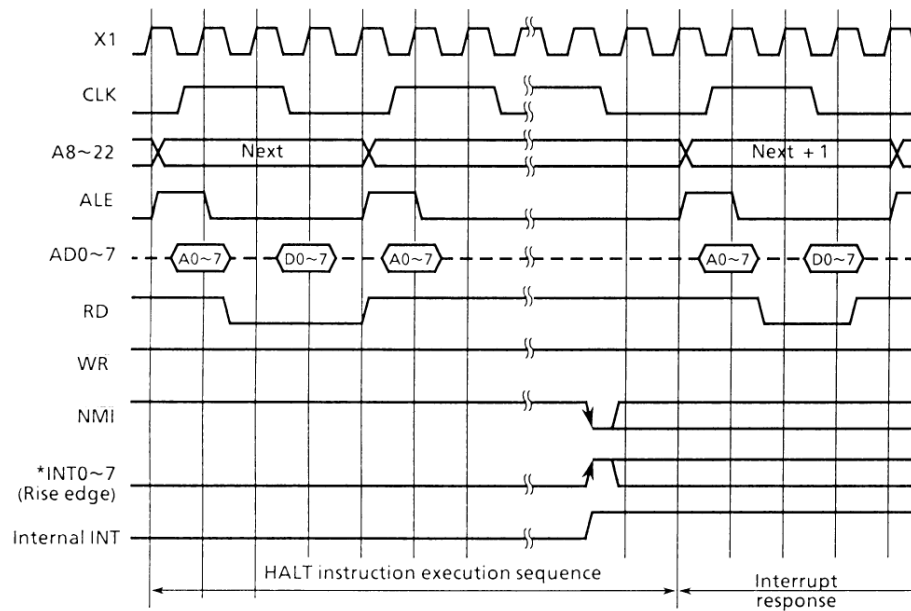 X1
CLK
A8~22
Next
Next + 1
ALE
AD0~7
A0~7
D0~7
A0~7
A0~7
D0~7
RD
WR
NMI
*INT0~7
(Rise edge)
Internal INT
HALT instruction execution sequence
Interrupt
response